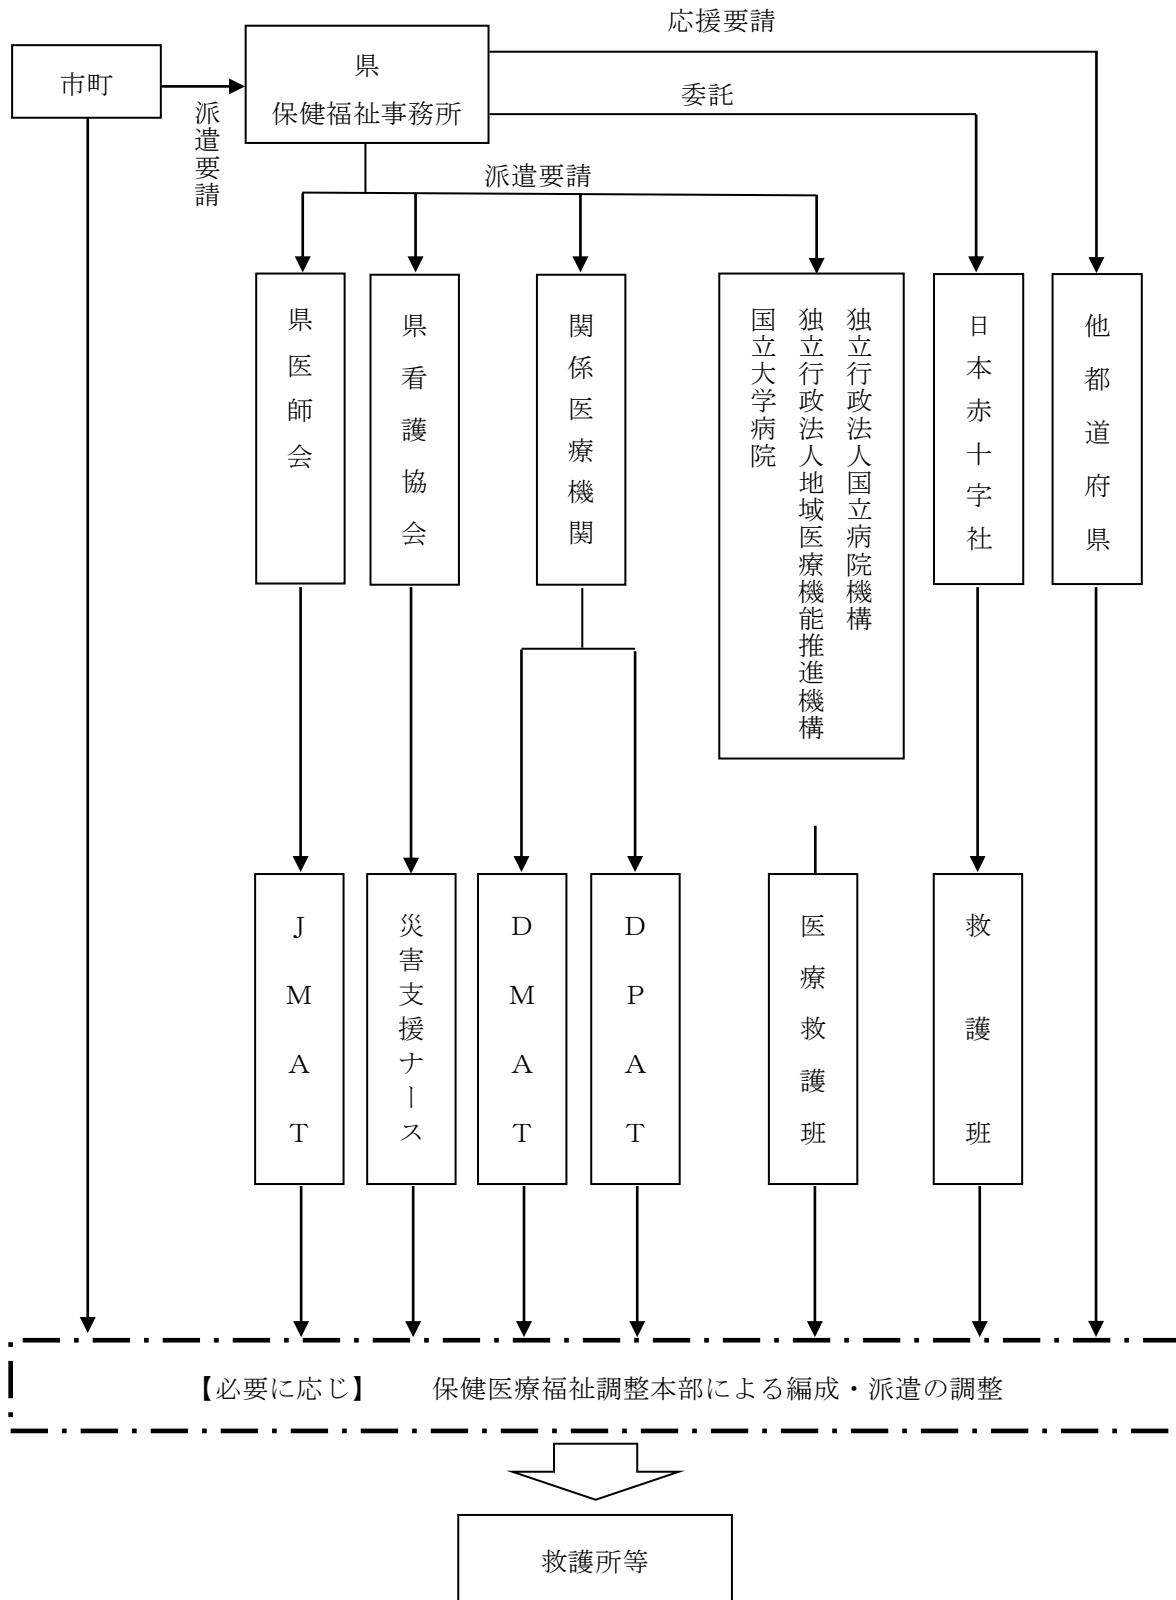 応援要請
市町
県
保健福祉事務所
委託
派遣要請
派遣要請
県医師会
県看護協会
関係医療機関
独立行政法人国立病院機構
独立行政法人地域医療機能推進機構
国立大学病院
日本赤十字社
他都道府県
JMAT
災害支援ナース
DMAT
DPAT
医療救護班
救護班
【必要に応じ】 保健医療福祉調整本部による編成・派遣の調整
救護所等